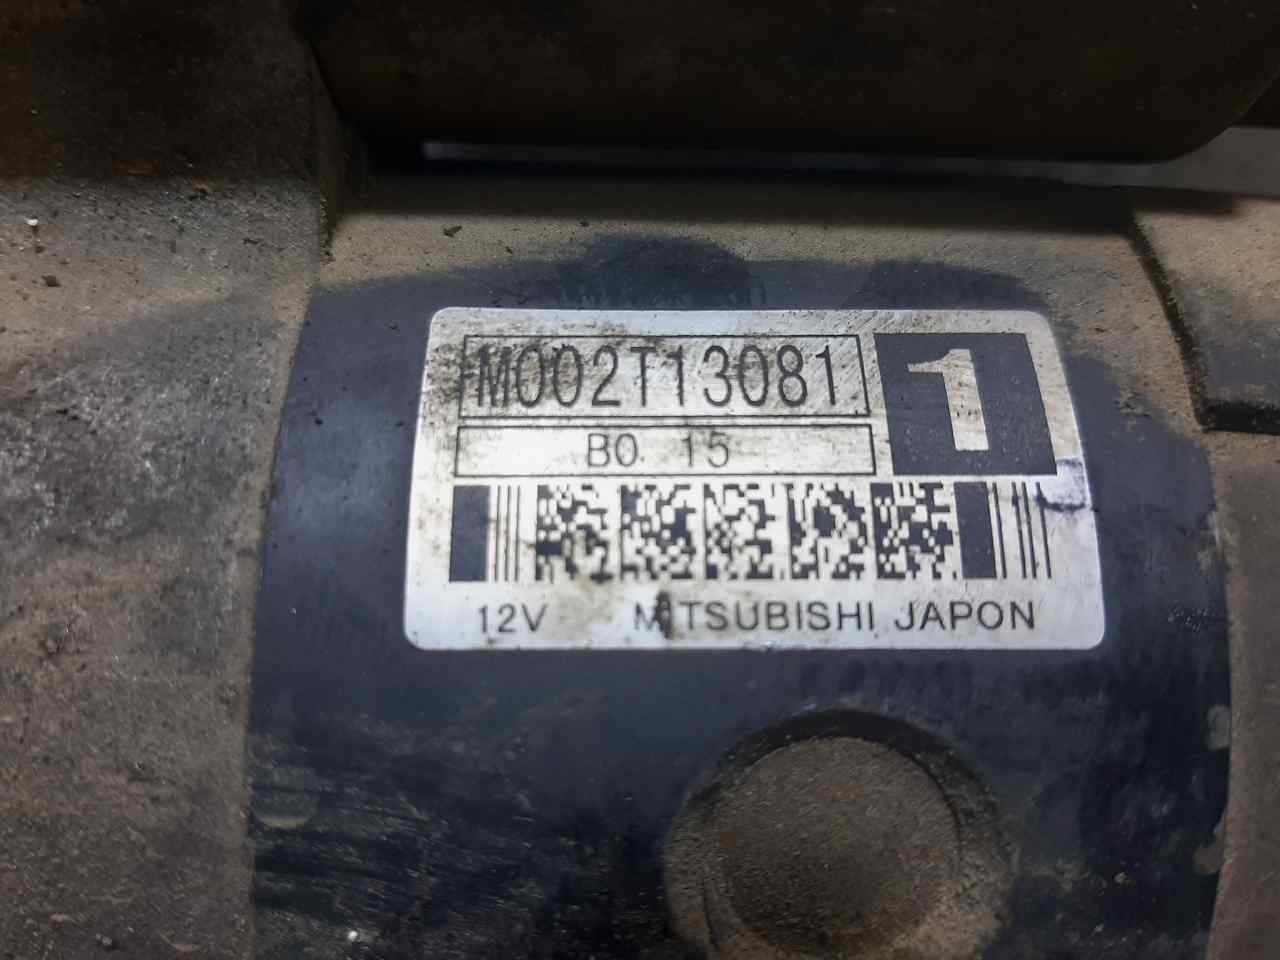 M002T13081
1
B0 15
12V MITSUBISHI JAPON